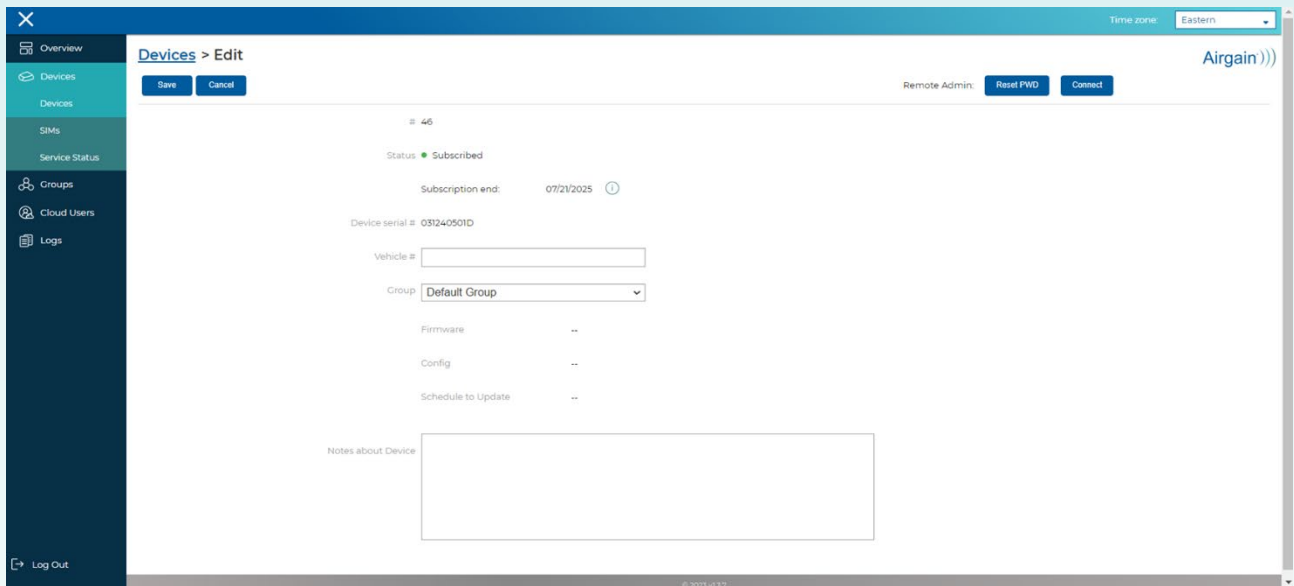 Time zone: Eastern
Overview
Devices
Devices
SIMs
Service Status
Groups
Cloud Users
Logs
Log Out
Devices > Edit
Airgain)))
Save Cancel
Remote Admin: Reset PWD Connect
# 46
Status Subscribed
Subscription end: 07/21/2025
Device serial # 031240501D
Vehicle #
Group Default Group
Firmware --
Config --
Schedule to Update --
Notes about Device